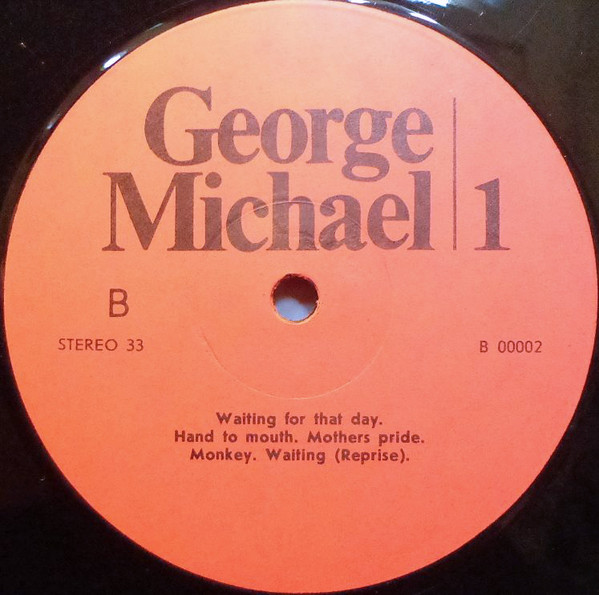 George
Michael 1
B
STEREO 33
B 00002
Waiting for that day.
Hand to mouth. Mothers pride.
Monkey. Waiting (Reprise).